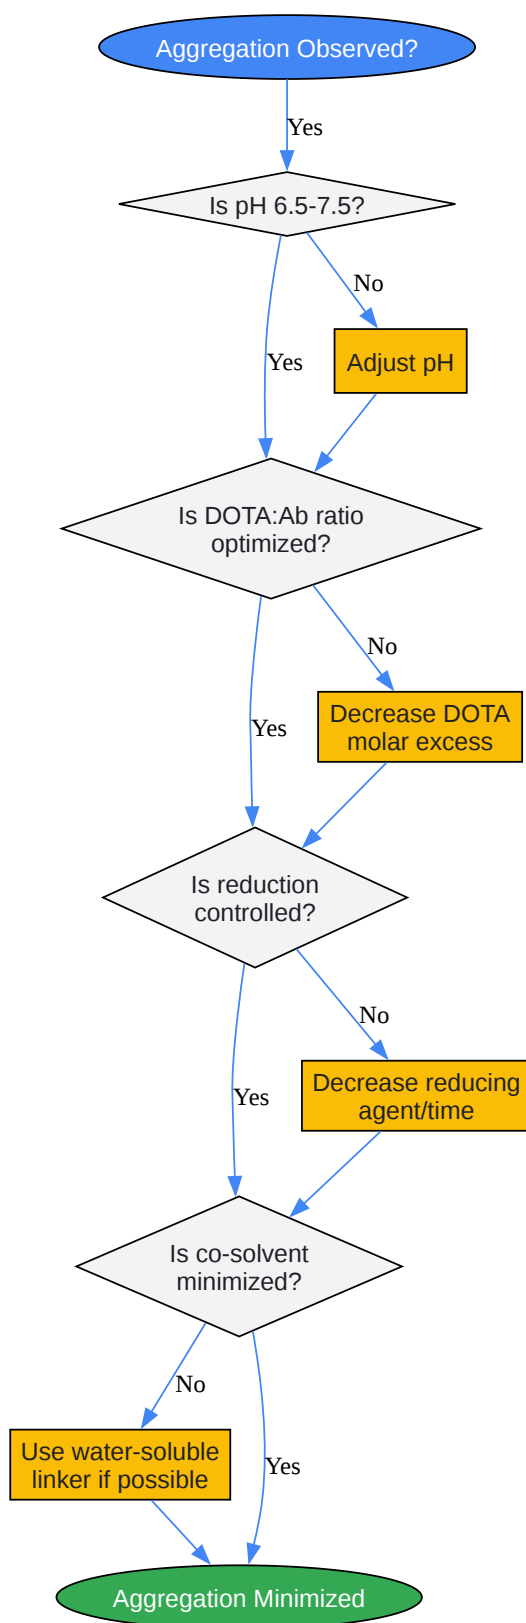 Aggregation Observed?
Yes
Is pH 6.5-7.5?
No
Yes
Adjust pH
Is DOTA:Ab ratio
optimized?
No
Yes
Decrease DOTA
molar excess
Is reduction
controlled?
No
Yes
Decrease reducing
agent/time
Is co-solvent
minimized?
No
Yes
Use water-soluble
linker if possible
Aggregation Minimized